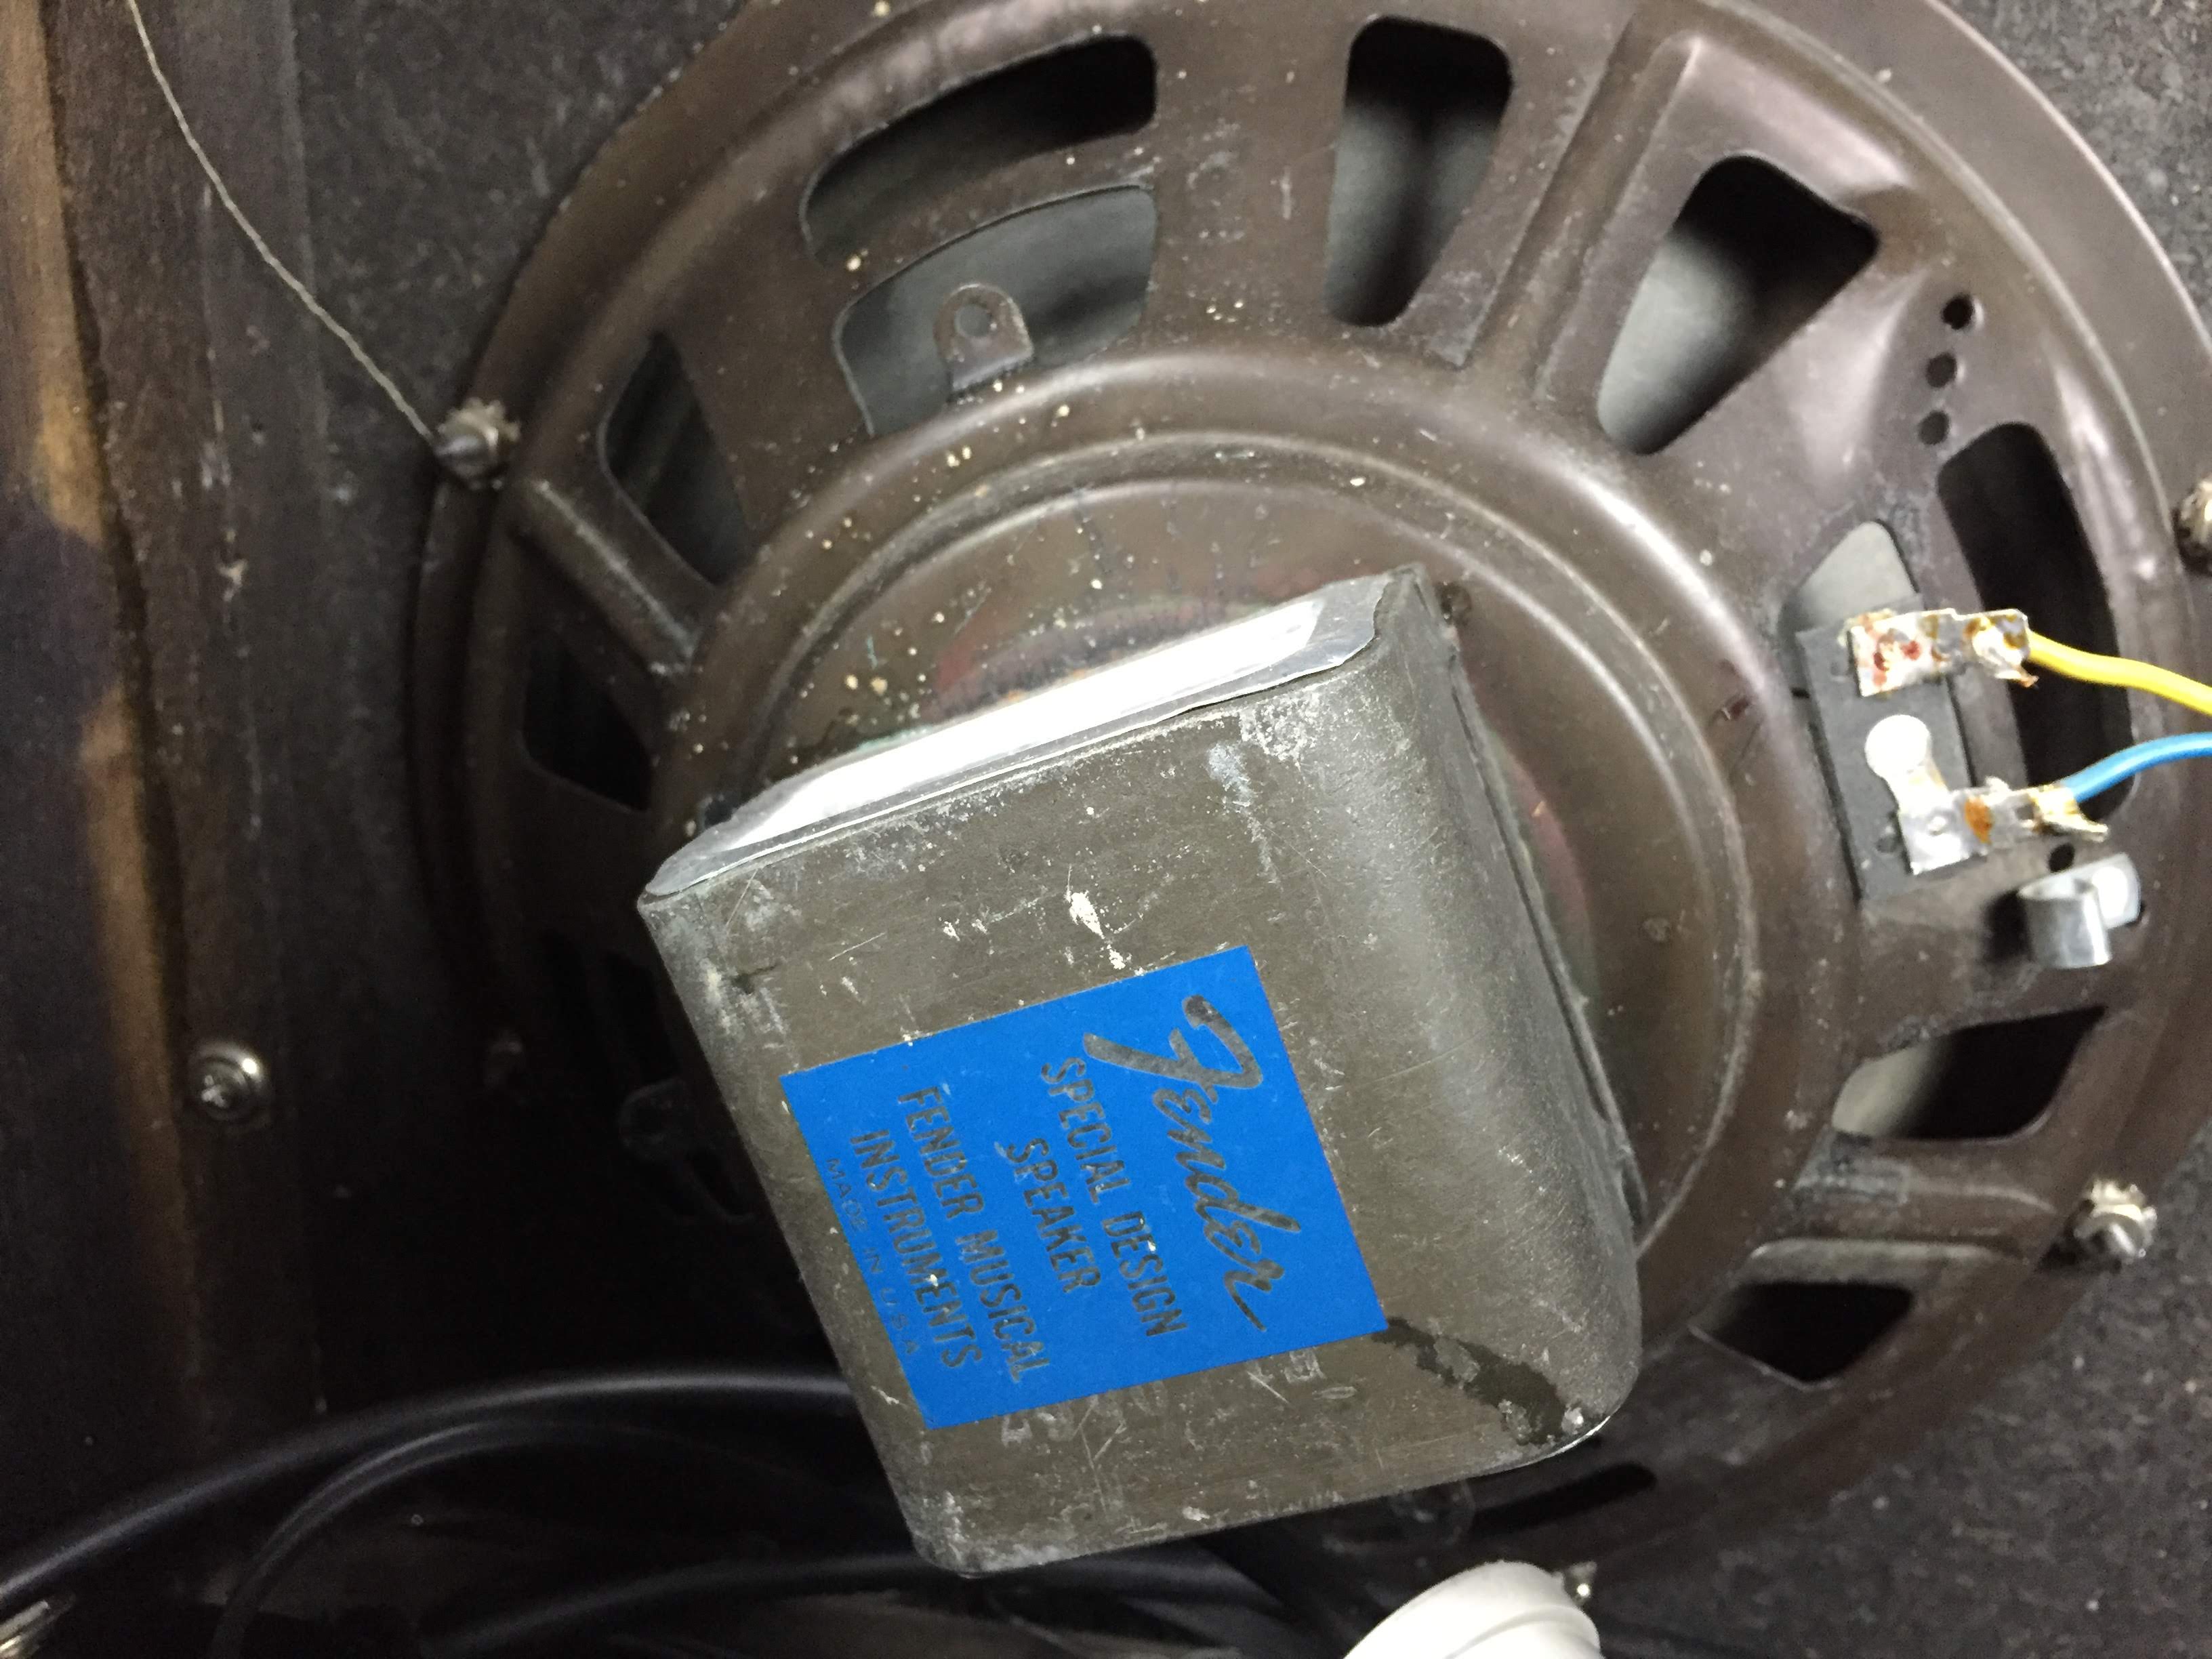 Fender
SPECIAL DESIGN
SPEAKER
FENDER MUSICAL
INSTRUMENTS
MADE IN U.S.A.